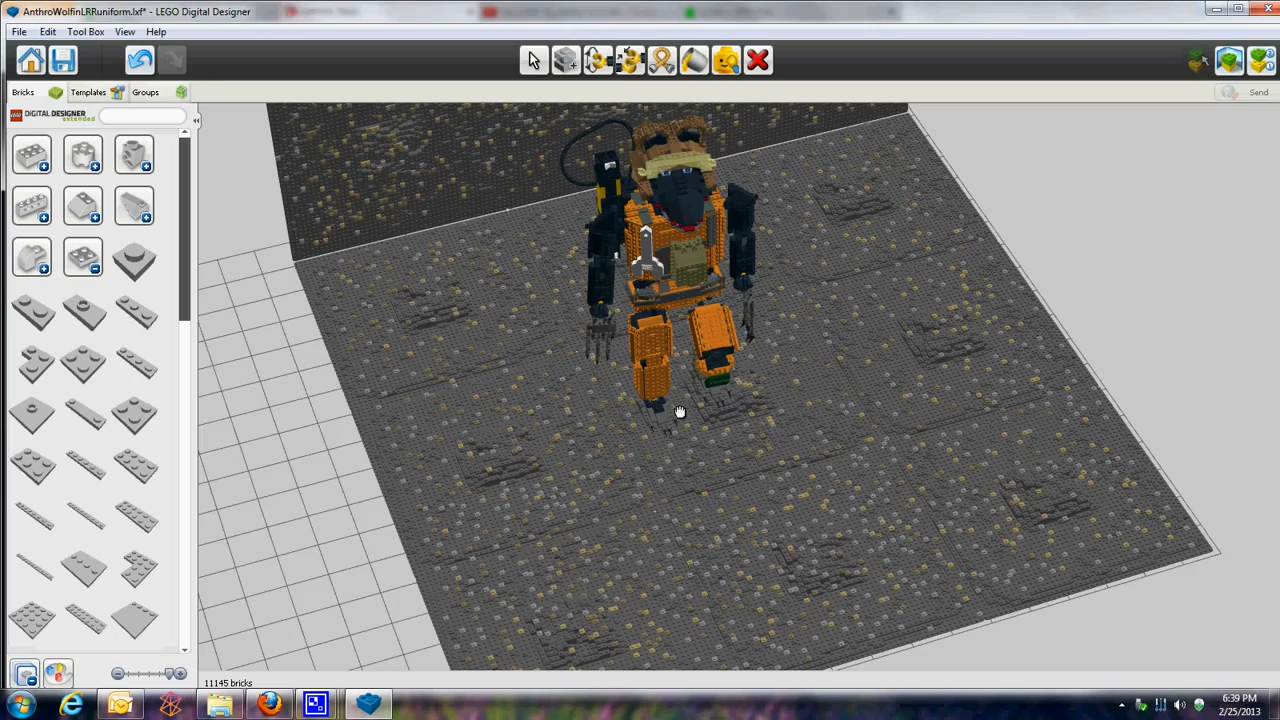 AnthroWolfinLRRuniform.lxf* - LEGO Digital Designer
File Edit Tool Box View Help
Bricks Templates Groups
Send
DIGITAL DESIGNER
extended
11145 bricks
6:39 PM
2/25/2013